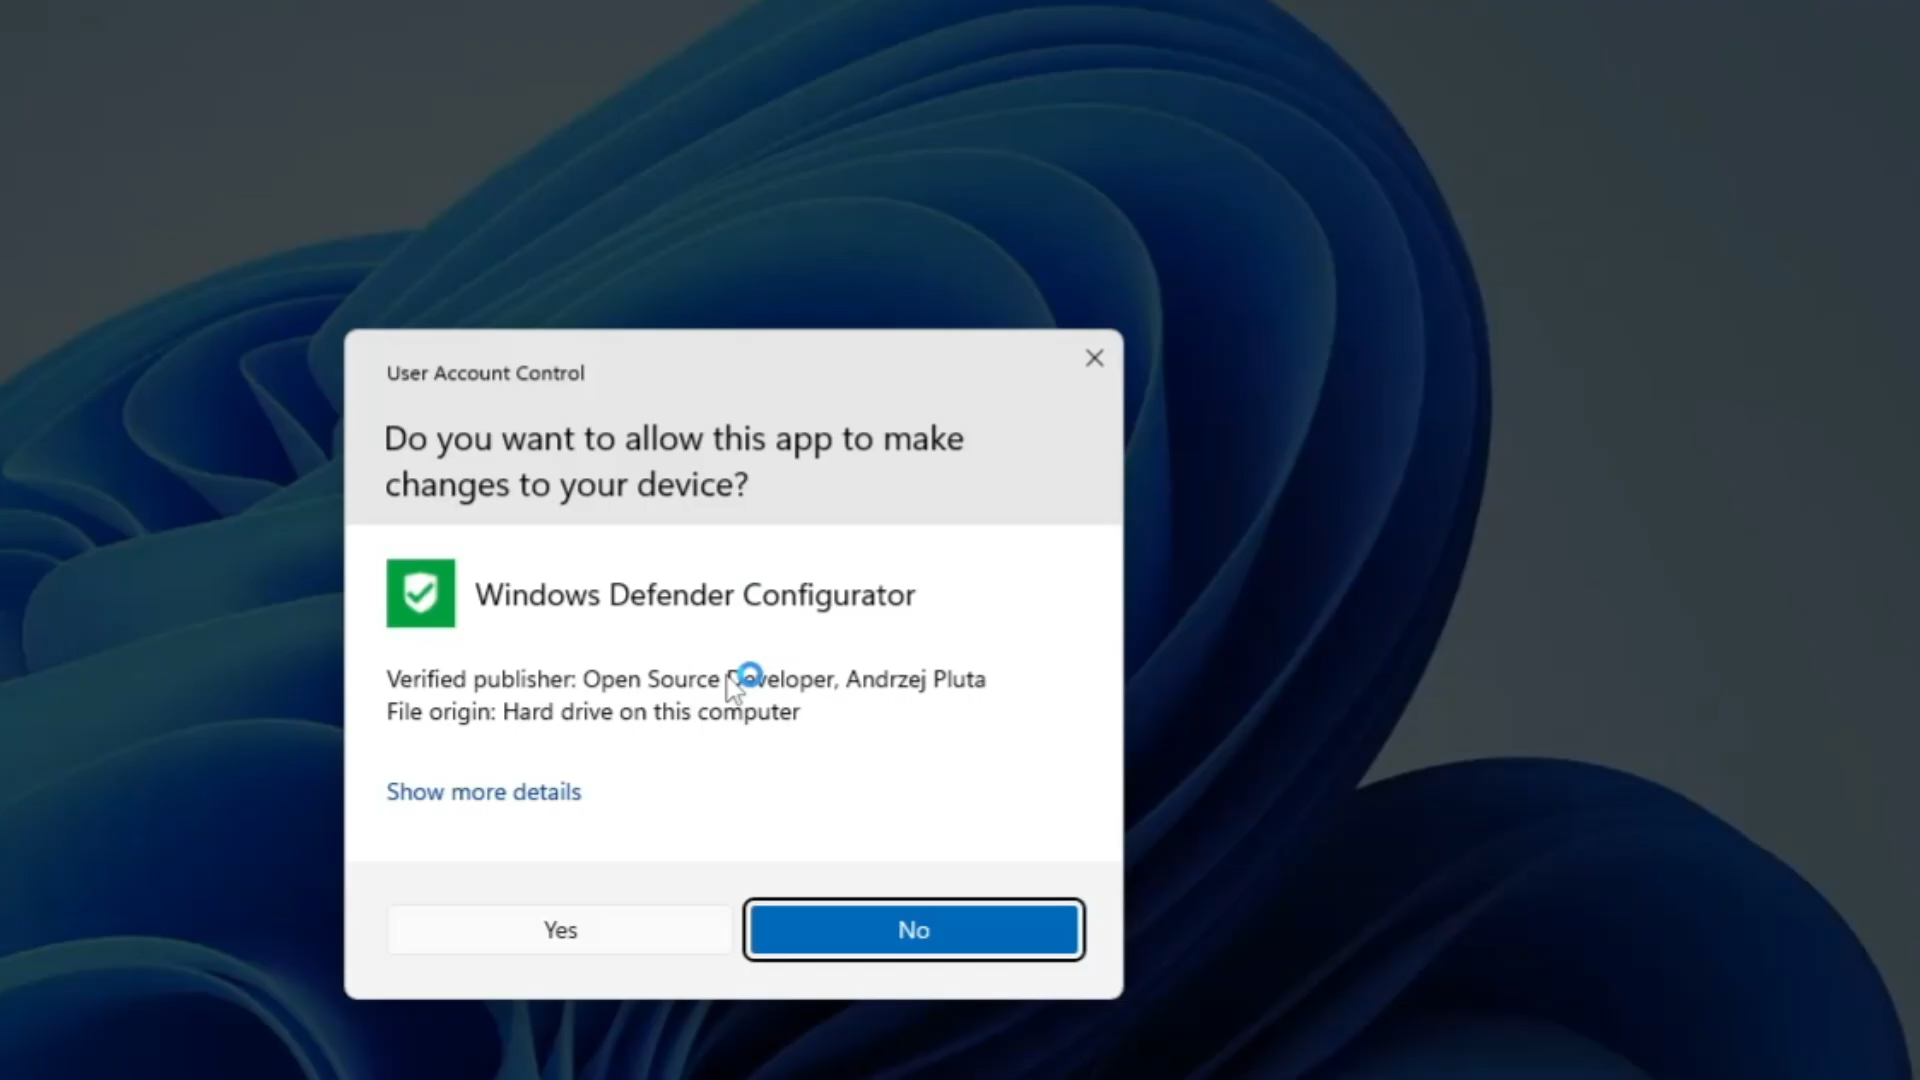 User Account Control
Do you want to allow this app to make
changes to your device?
Windows Defender Configurator
Verified publisher: Open Source Developer, Andrzej Pluta
File origin: Hard drive on this computer
Show more details
Yes
No